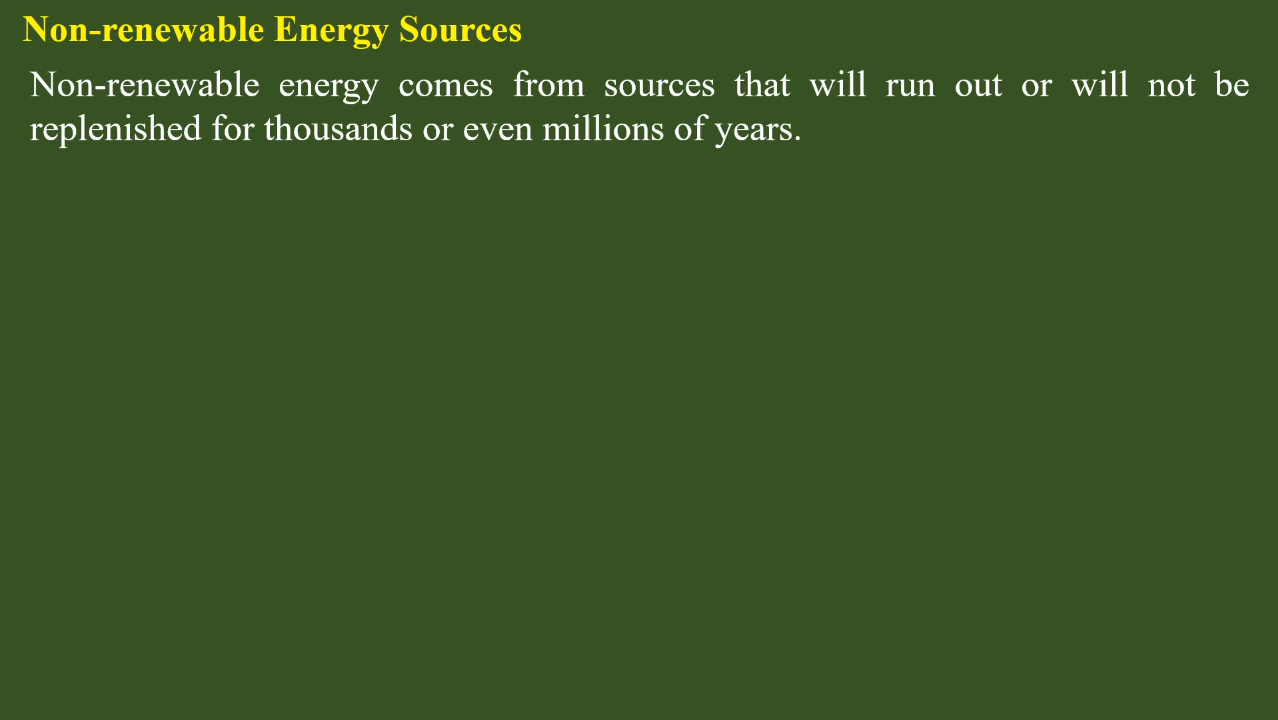 Non-renewable Energy Sources
Non-renewable energy comes from sources that will run out or will not be
replenished for thousands or even millions of years.